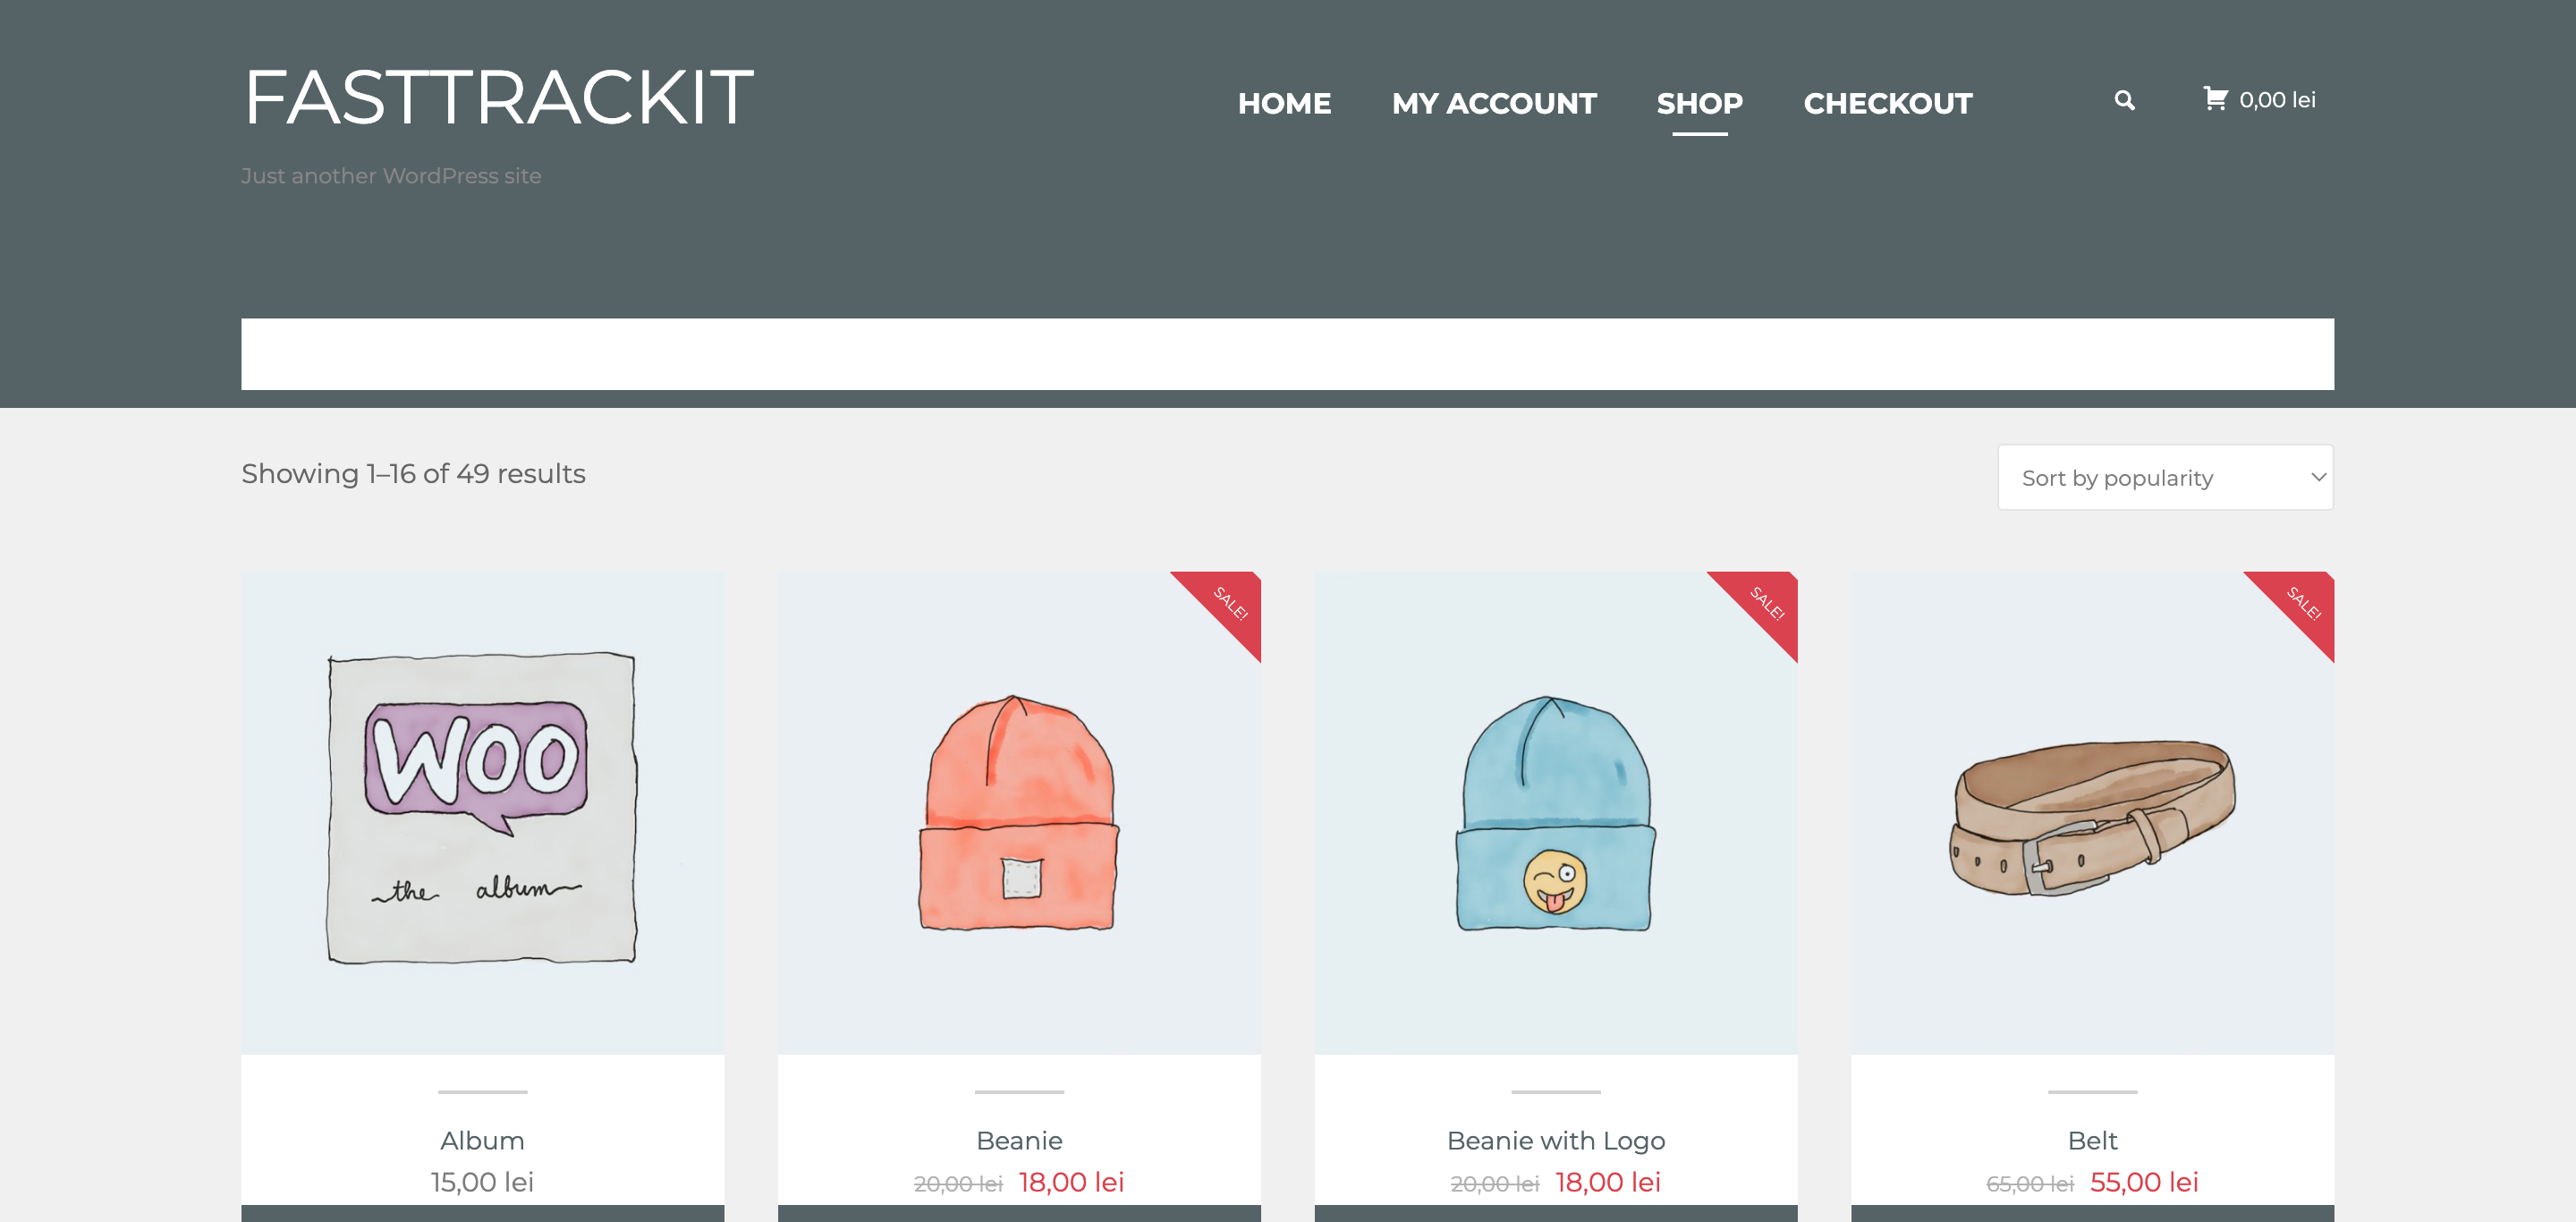 FASTTRACKIT
HOME MY ACCOUNT SHOP CHECKOUT 0,00 lei
Just another WordPress site
Showing 1–16 of 49 results
Sort by popularity
SALE!
SALE!
SALE!
WOO
the album
Album
15,00 lei
Beanie
20,00 lei 18,00 lei
Beanie with Logo
20,00 lei 18,00 lei
Belt
65,00 lei 55,00 lei